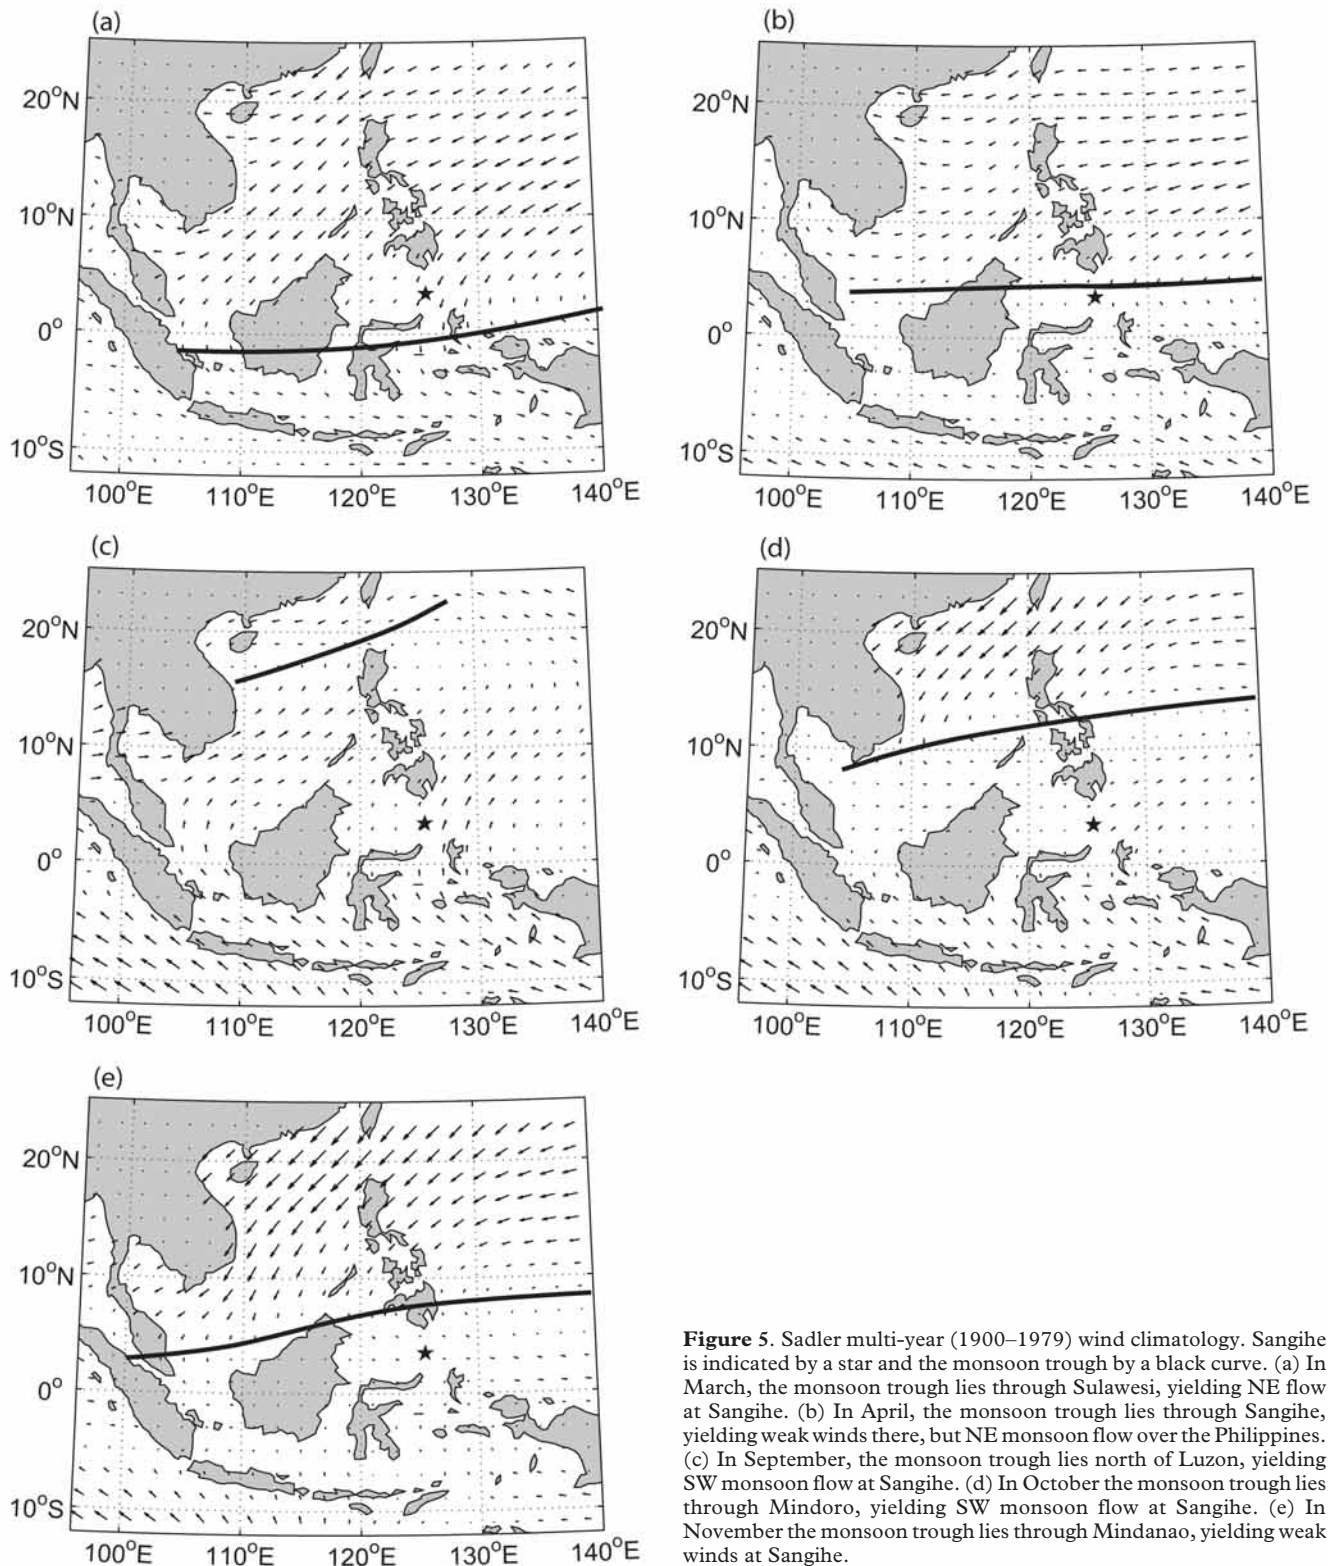 (a)
20°N
10°N
0°
10°S
100°E 110°E 120°E 130°E 140°E
(b)
20°N
10°N
0°
10°S
100°E 110°E 120°E 130°E 140°E
(c)
20°N
10°N
0°
10°S
100°E 110°E 120°E 130°E 140°E
(d)
20°N
10°N
0°
10°S
100°E 110°E 120°E 130°E 140°E
(e)
20°N
10°N
0°
10°S
100°E 110°E 120°E 130°E 140°E
Figure 5. Sadler multi-year (1900–1979) wind climatology. Sangihe
is indicated by a star and the monsoon trough by a black curve. (a) In
March, the monsoon trough lies through Sulawesi, yielding NE flow
at Sangihe. (b) In April, the monsoon trough lies through Sangihe,
yielding weak winds there, but NE monsoon flow over the Philippines.
(c) In September, the monsoon trough lies north of Luzon, yielding
SW monsoon flow at Sangihe. (d) In October the monsoon trough lies
through Mindoro, yielding SW monsoon flow at Sangihe. (e) In
November the monsoon trough lies through Mindanao, yielding weak
winds at Sangihe.